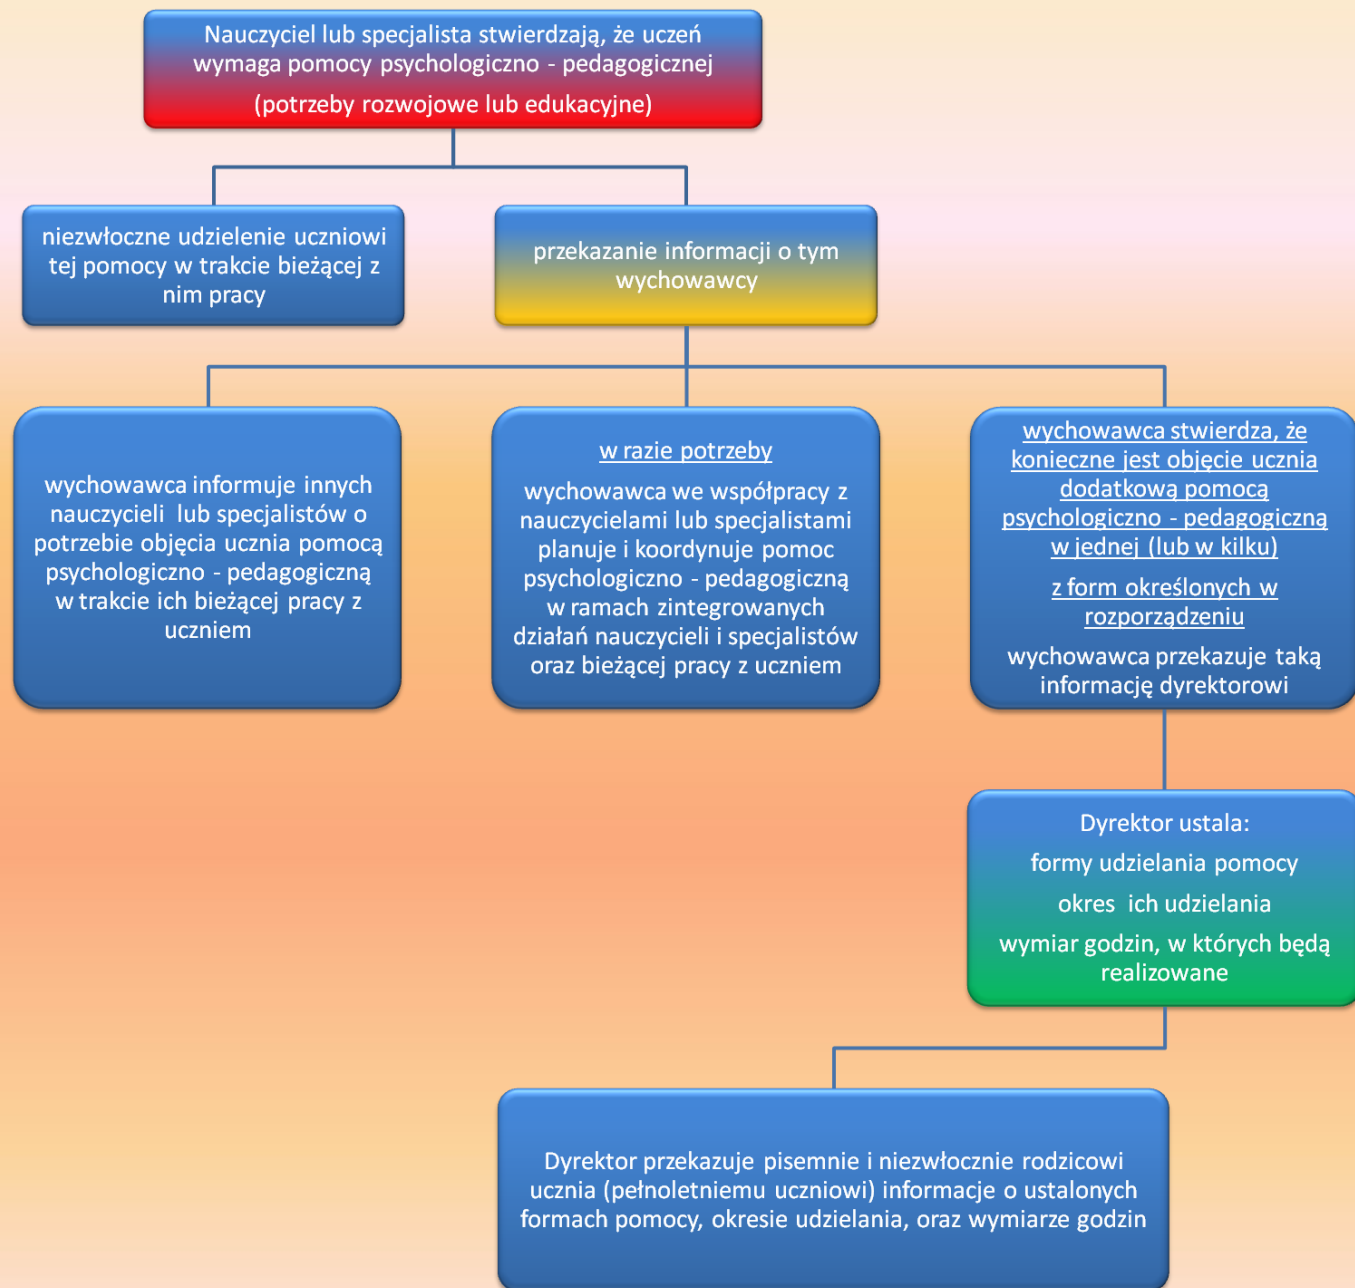 Nauczyciel lub specjalista stwierdzają, że uczeń
wymaga pomocy psychologiczno - pedagogicznej
(potrzeby rozwojowe lub edukacyjne)
niezwłoczne udzielenie uczniowi
tej pomocy w trakcie bieżącej z
nim pracy
przekazanie informacji o tym
wychowawcy
wychowawca informuje innych
nauczycieli lub specjalistów o
potrzebie objęcia ucznia pomocą
psychologiczno - pedagogiczną
w trakcie ich bieżącej pracy z
uczniem
w razie potrzeby
wychowawca we współpracy z
nauczycielami lub specjalistami
planuje i koordynuje pomoc
psychologiczno - pedagogiczną
w ramach zintegrowanych
działań nauczycieli i specjalistów
oraz bieżącej pracy z uczniem
wychowawca stwierdza, że
konieczne jest objęcie ucznia
dodatkową pomocą
psychologiczno - pedagogiczną
w jednej (lub w kilku)
z form określonych w
rozporządzeniu
wychowawca przekazuje taką
informację dyrektorowi
Dyrektor ustala:
formy udzielania pomocy
okres ich udzielania
wymiar godzin, w których będą
realizowane
Dyrektor przekazuje pisemnie i niezwłocznie rodzicowi
ucznia (pełnoletniemu uczniowi) informacje o ustalonych
formach pomocy, okresie udzielania, oraz wymiarze godzin